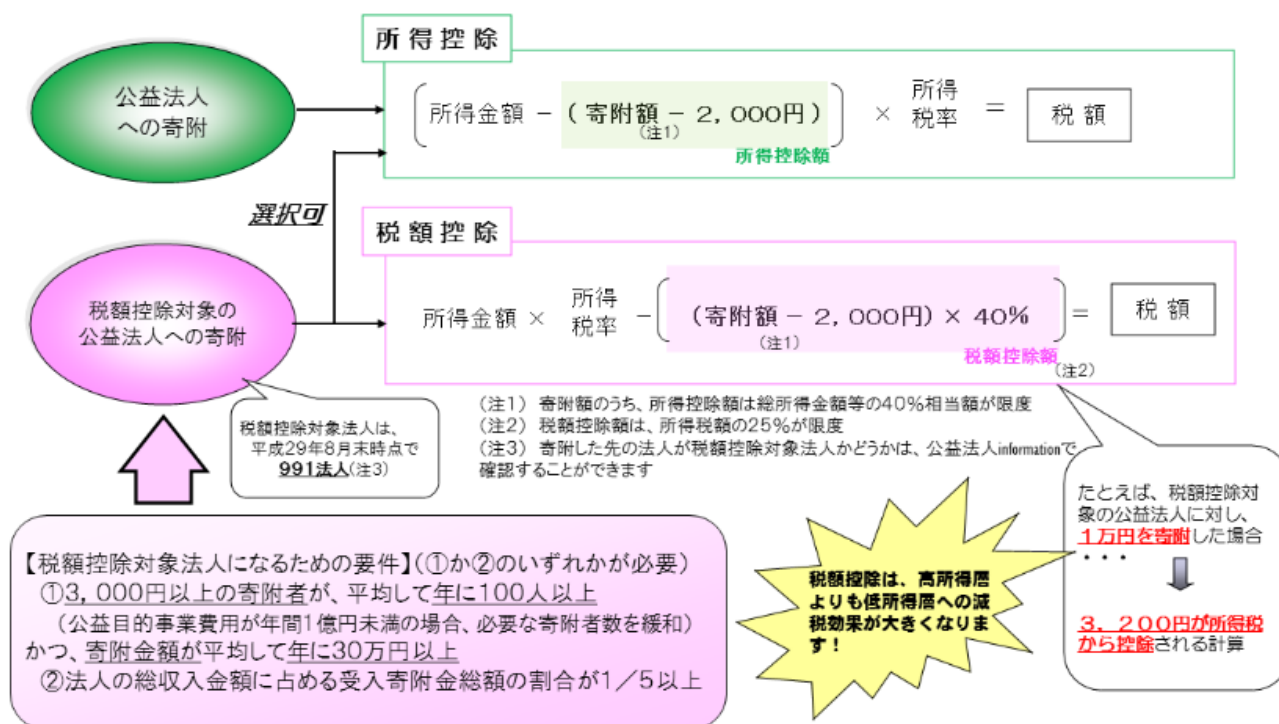 所得控除
公益法人
への寄附
所得金額 － (寄附額 － 2,000円) × 所得税率 ＝ 税額
(注1)
所得控除額
選択可
税額控除
税額控除対象の
公益法人への寄附
所得金額 × 所得税率 － (寄附額 － 2,000円) × 40% ＝ 税額
(注1)
税額控除額
(注2)
税額控除対象法人は、
平成29年8月末時点で
991法人(注3)
(注1) 寄附額のうち、所得控除額は総所得金額等の40%相当額が限度
(注2) 税額控除額は、所得税額の25%が限度
(注3) 寄附した先の法人が税額控除対象法人かどうかは、公益法人informationで
確認することができます
たとえば、税額控除対
象の公益法人に対し、
1万円を寄附した場合
・・・
3,200円が所得税
から控除される計算
税額控除は、高所得層
よりも低所得層への減
税効果が大きくなりま
す！
【税額控除対象法人になるための要件】(①か②のいずれかが必要)
①3,000円以上の寄附者が、平均して年に100人以上
(公益目的事業費用が年間1億円未満の場合、必要な寄附者数を緩和)
かつ、寄附金額が平均して年に30万円以上
②法人の総収入金額に占める受入寄附金総額の割合が1／5以上